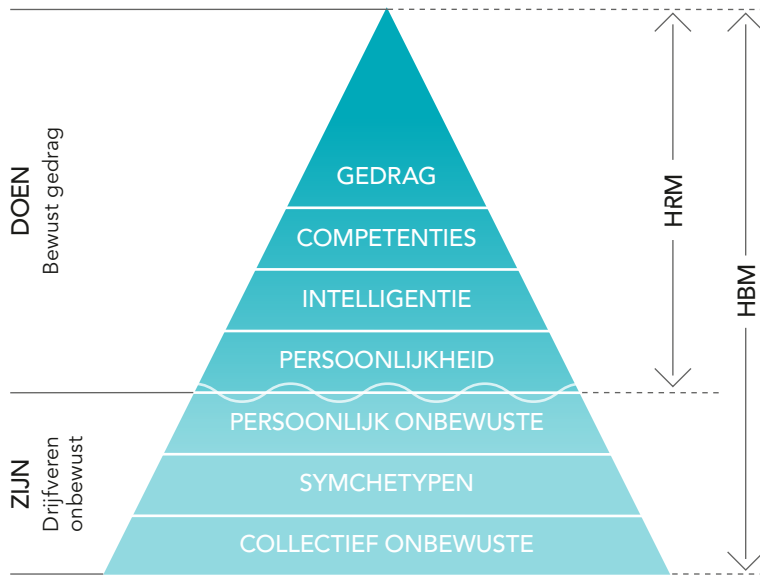 DOEN
Bewust gedrag
GEDRAG
COMPETENTIES
INTELLIGENTIE
PERSOONLIJKHEID
HRM
HBM
ZIJN
Drijfveren
onbewust
PERSOONLIJK ONBEWUSTE
SYMCHETYPEN
COLLECTIEF ONBEWUSTE